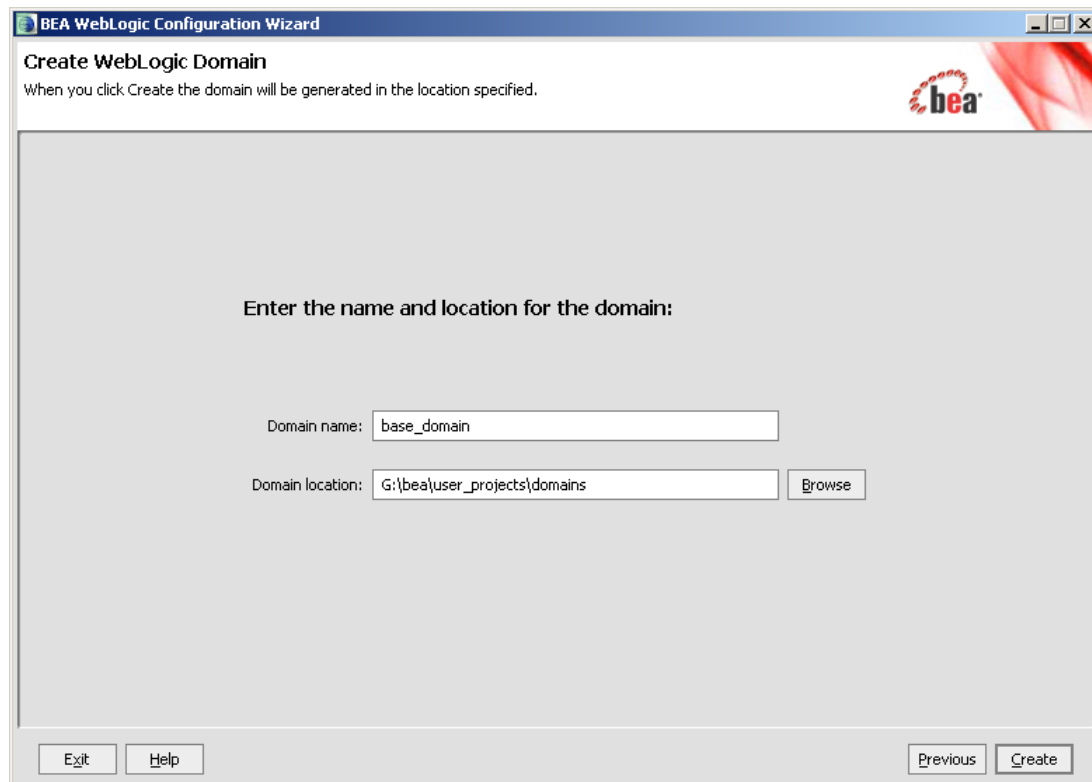 BEA WebLogic Configuration Wizard
Create WebLogic Domain
When you click Create the domain will be generated in the location specified.
bea
Enter the name and location for the domain:
Domain name: base_domain
Domain location: G:\bea\user_projects\domains Browse
Exit Help Previous Create